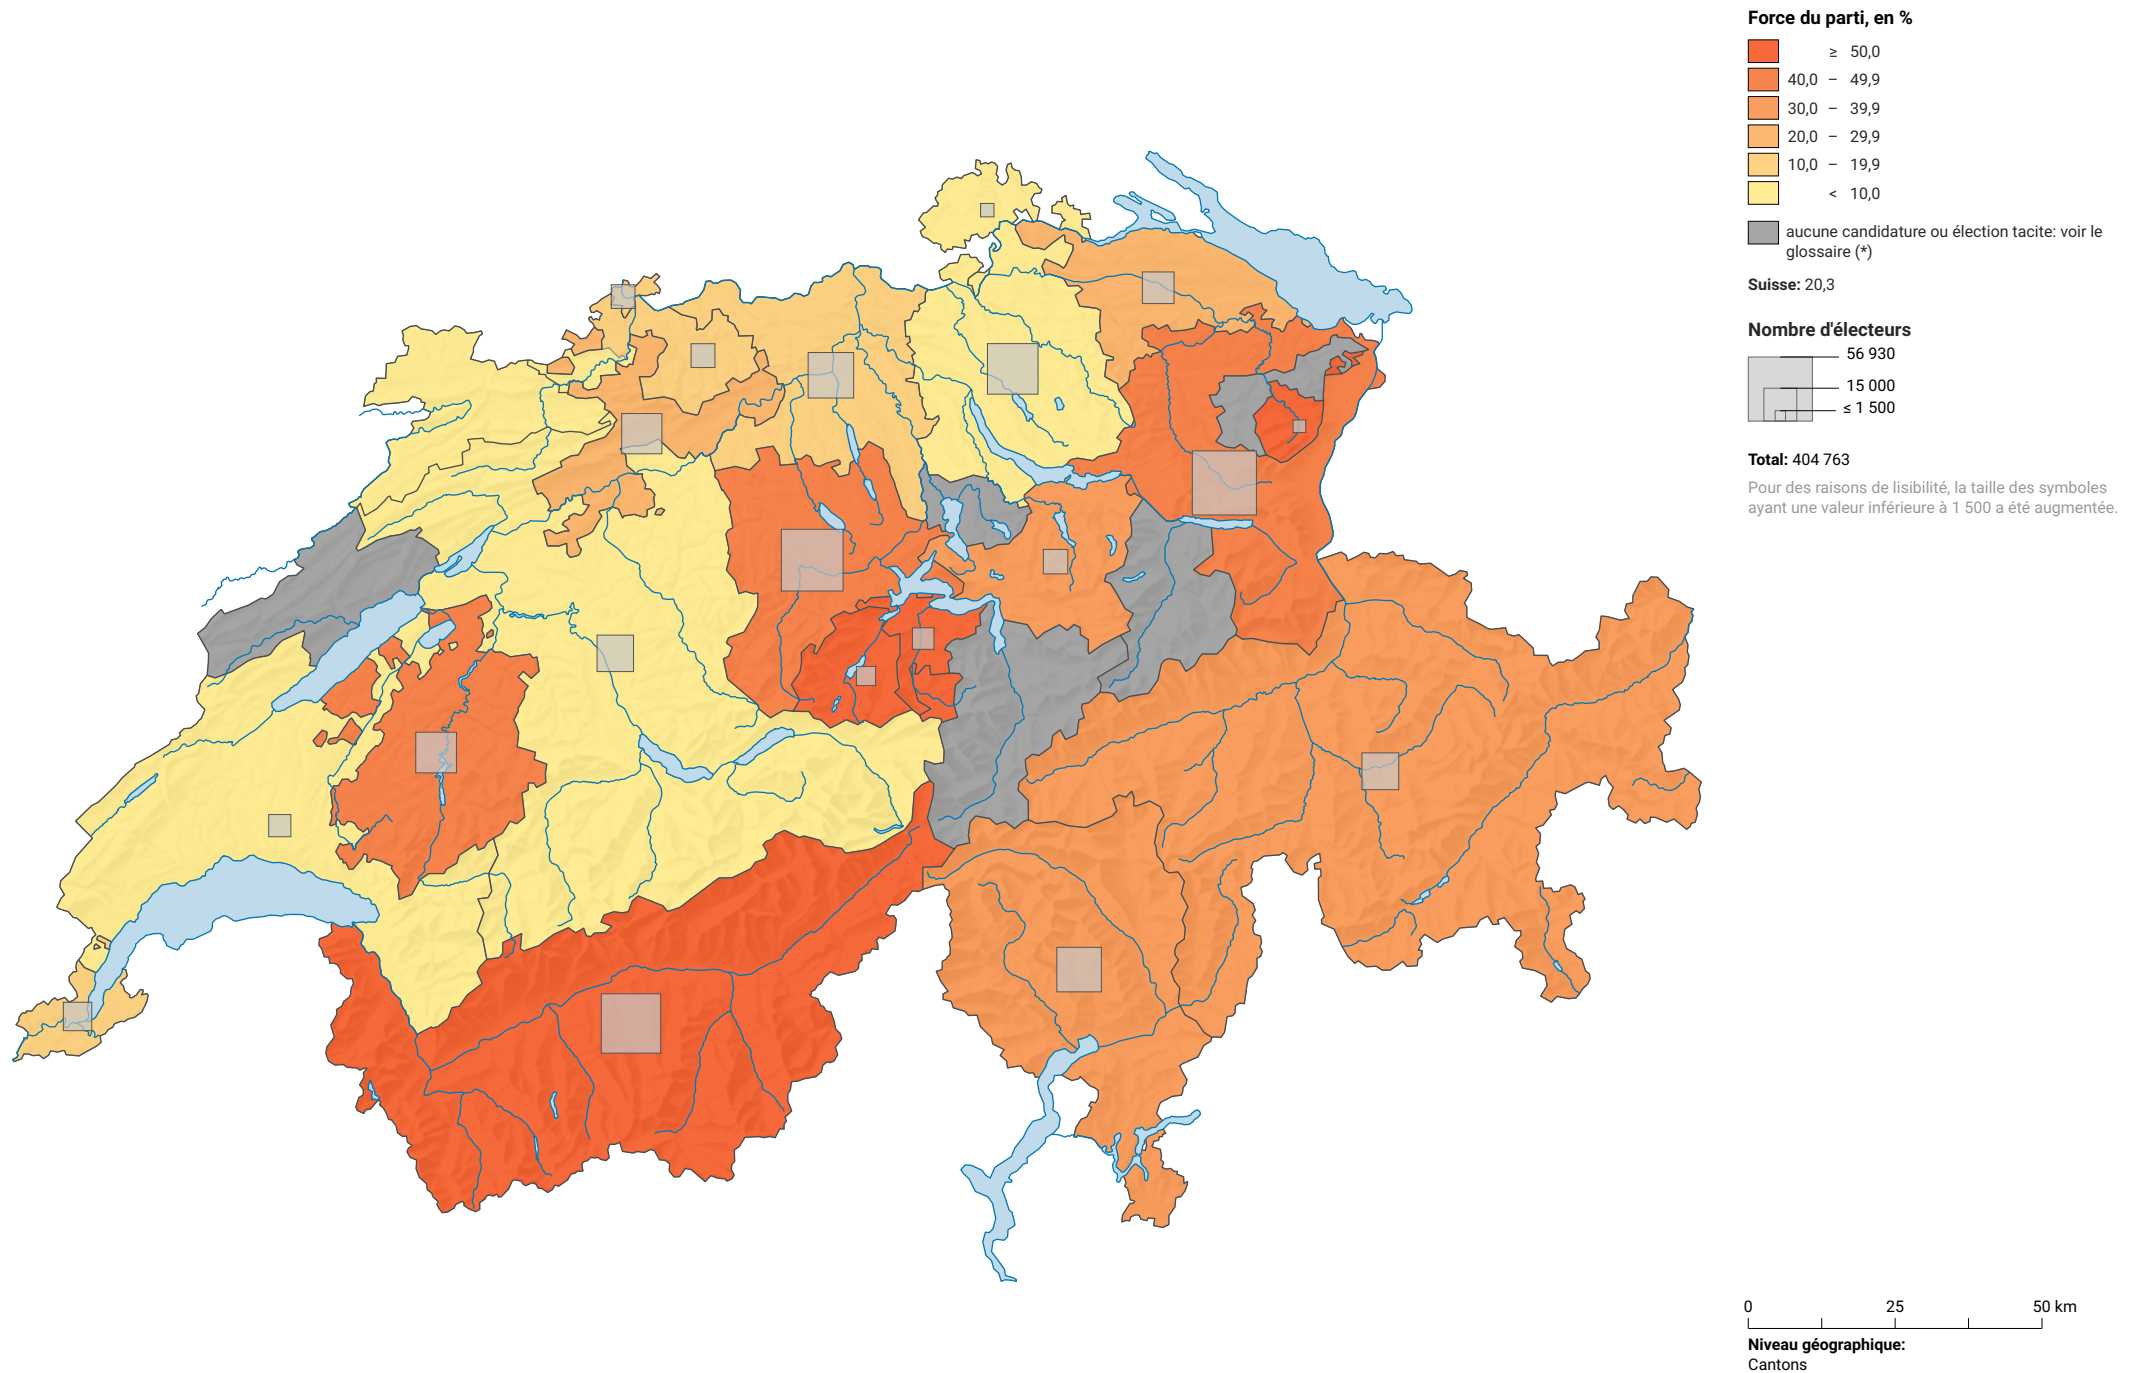 Force du parti, en %
≥ 50,0
40,0 – 49,9
30,0 – 39,9
20,0 – 29,9
10,0 – 19,9
< 10,0
aucune candidature ou élection tacite: voir le
glossaire (*)
Suisse: 20,3
Nombre d'électeurs
56 930
15 000
≤ 1 500
Total: 404 763
Pour des raisons de lisibilité, la taille des symboles
ayant une valeur inférieure à 1 500 a été augmentée.
0 25 50 km
Niveau géographique:
Cantons